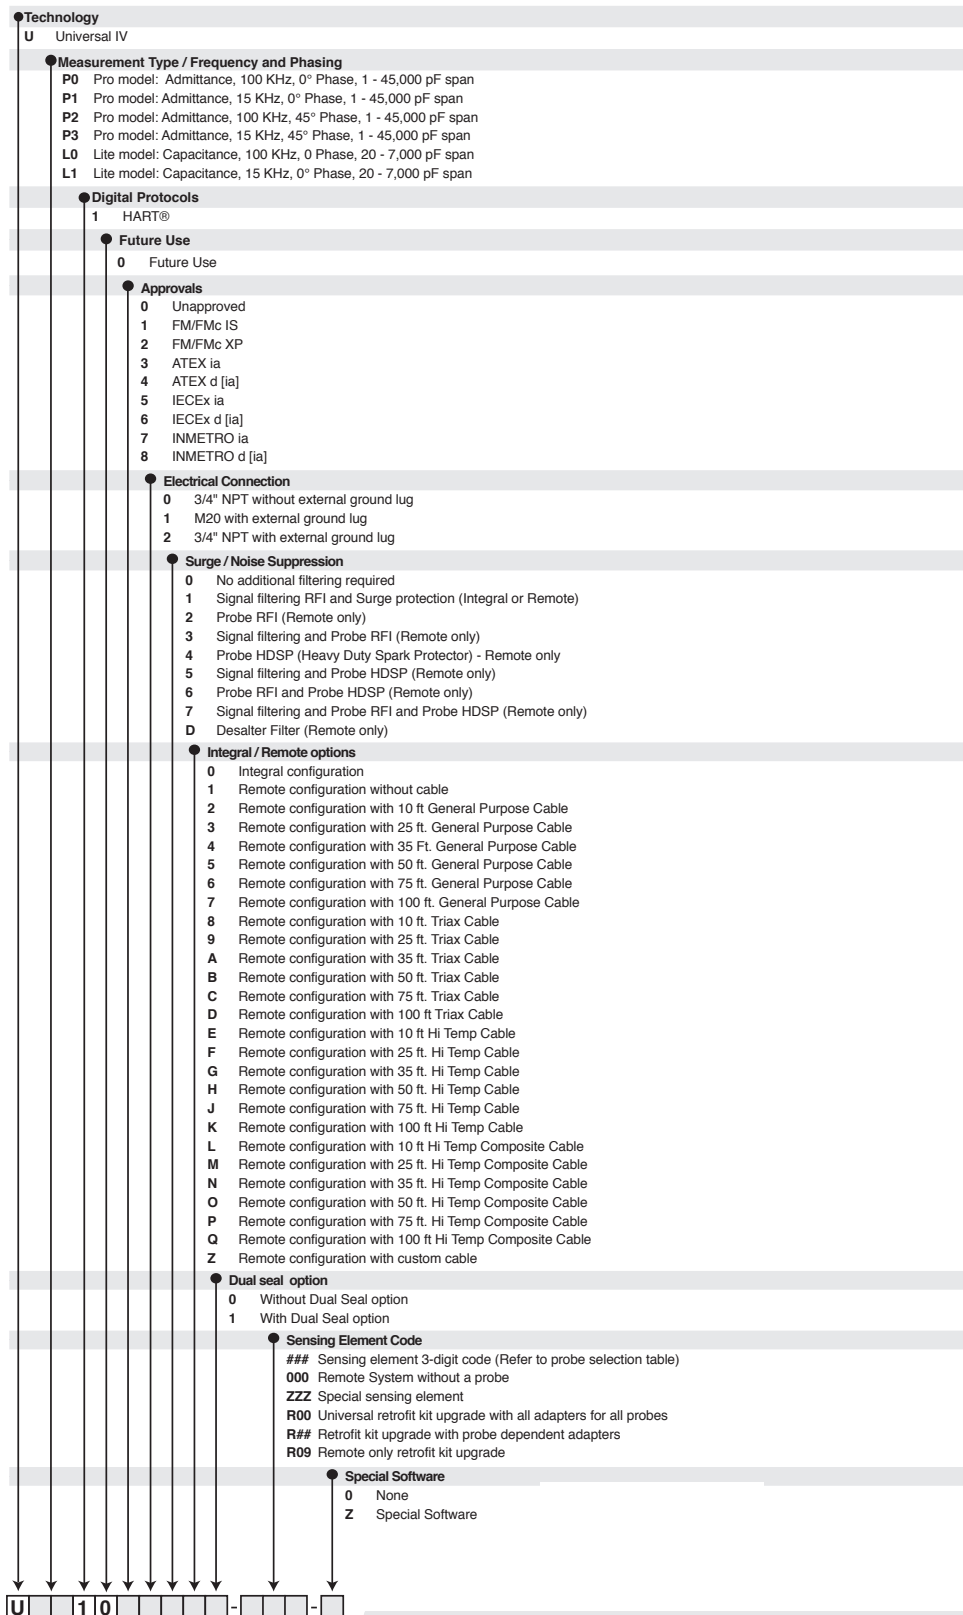 Technology
U Universal IV
Measurement Type / Frequency and Phasing
P0 Pro model: Admittance, 100 KHz, 0° Phase, 1 - 45,000 pF span
P1 Pro model: Admittance, 15 KHz, 0° Phase, 1 - 45,000 pF span
P2 Pro model: Admittance, 100 KHz, 45° Phase, 1 - 45,000 pF span
P3 Pro model: Admittance, 15 KHz, 45° Phase, 1 - 45,000 pF span
L0 Lite model: Capacitance, 100 KHz, 0 Phase, 20 - 7,000 pF span
L1 Lite model: Capacitance, 15 KHz, 0° Phase, 20 - 7,000 pF span
Digital Protocols
1 HART®
Future Use
0 Future Use
Approvals
0 Unapproved
1 FM/FMc IS
2 FM/FMc XP
3 ATEX ia
4 ATEX d [ia]
5 IECEx ia
6 IECEx d [ia]
7 INMETRO ia
8 INMETRO d [ia]
Electrical Connection
0 3/4" NPT without external ground lug
1 M20 with external ground lug
2 3/4" NPT with external ground lug
Surge / Noise Suppression
0 No additional filtering required
1 Signal filtering RFI and Surge protection (Integral or Remote)
2 Probe RFI (Remote only)
3 Signal filtering and Probe RFI (Remote only)
4 Probe HDSP (Heavy Duty Spark Protector) - Remote only
5 Signal filtering and Probe HDSP (Remote only)
6 Probe RFI and Probe HDSP (Remote only)
7 Signal filtering and Probe RFI and Probe HDSP (Remote only)
D Desalter Filter (Remote only)
Integral / Remote options
0 Integral configuration
1 Remote configuration without cable
2 Remote configuration with 10 ft General Purpose Cable
3 Remote configuration with 25 ft. General Purpose Cable
4 Remote configuration with 35 Ft. General Purpose Cable
5 Remote configuration with 50 ft. General Purpose Cable
6 Remote configuration with 75 ft. General Purpose Cable
7 Remote configuration with 100 ft. General Purpose Cable
8 Remote configuration with 10 ft. Triax Cable
9 Remote configuration with 25 ft. Triax Cable
A Remote configuration with 35 ft. Triax Cable
B Remote configuration with 50 ft. Triax Cable
C Remote configuration with 75 ft. Triax Cable
D Remote configuration with 100 ft Triax Cable
E Remote configuration with 10 ft Hi Temp Cable
F Remote configuration with 25 ft. Hi Temp Cable
G Remote configuration with 35 ft. Hi Temp Cable
H Remote configuration with 50 ft. Hi Temp Cable
J Remote configuration with 75 ft. Hi Temp Cable
K Remote configuration with 100 ft Hi Temp Cable
L Remote configuration with 10 ft Hi Temp Composite Cable
M Remote configuration with 25 ft. Hi Temp Composite Cable
N Remote configuration with 35 ft. Hi Temp Composite Cable
O Remote configuration with 50 ft. Hi Temp Composite Cable
P Remote configuration with 75 ft. Hi Temp Composite Cable
Q Remote configuration with 100 ft Hi Temp Composite Cable
Z Remote configuration with custom cable
Dual seal option
0 Without Dual Seal option
1 With Dual Seal option
Sensing Element Code
### Sensing element 3-digit code (Refer to probe selection table)
000 Remote System without a probe
ZZZ Special sensing element
R00 Universal retrofit kit upgrade with all adapters for all probes
R## Retrofit kit upgrade with probe dependent adapters
R09 Remote only retrofit kit upgrade
Special Software
0 None
Z Special Software
U 1 0 - -